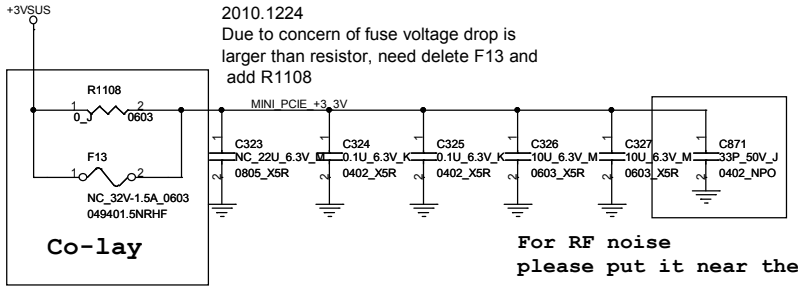 +3VSUS
2010.1224
Due to concern of fuse voltage drop is
larger than resistor, need delete F13 and
add R1108
R1108
1 2
0_J 0603
MINI_PCIE_+3_3V
F13
1 2
NC_32V-1.5A_0603
049401.5NRHF
Co-lay
1 2
C323
NC_22U_6.3V_M
0805_X5R
1 2
C324
0.1U_6.3V_K
0402_X5R
1 2
C325
0.1U_6.3V_K
0402_X5R
1 2
C326
10U_6.3V_M
0603_X5R
1 2
C327
10U_6.3V_M
0603_X5R
1 2
C871
33P_50V_J
0402_NPO
For RF noise
please put it near the